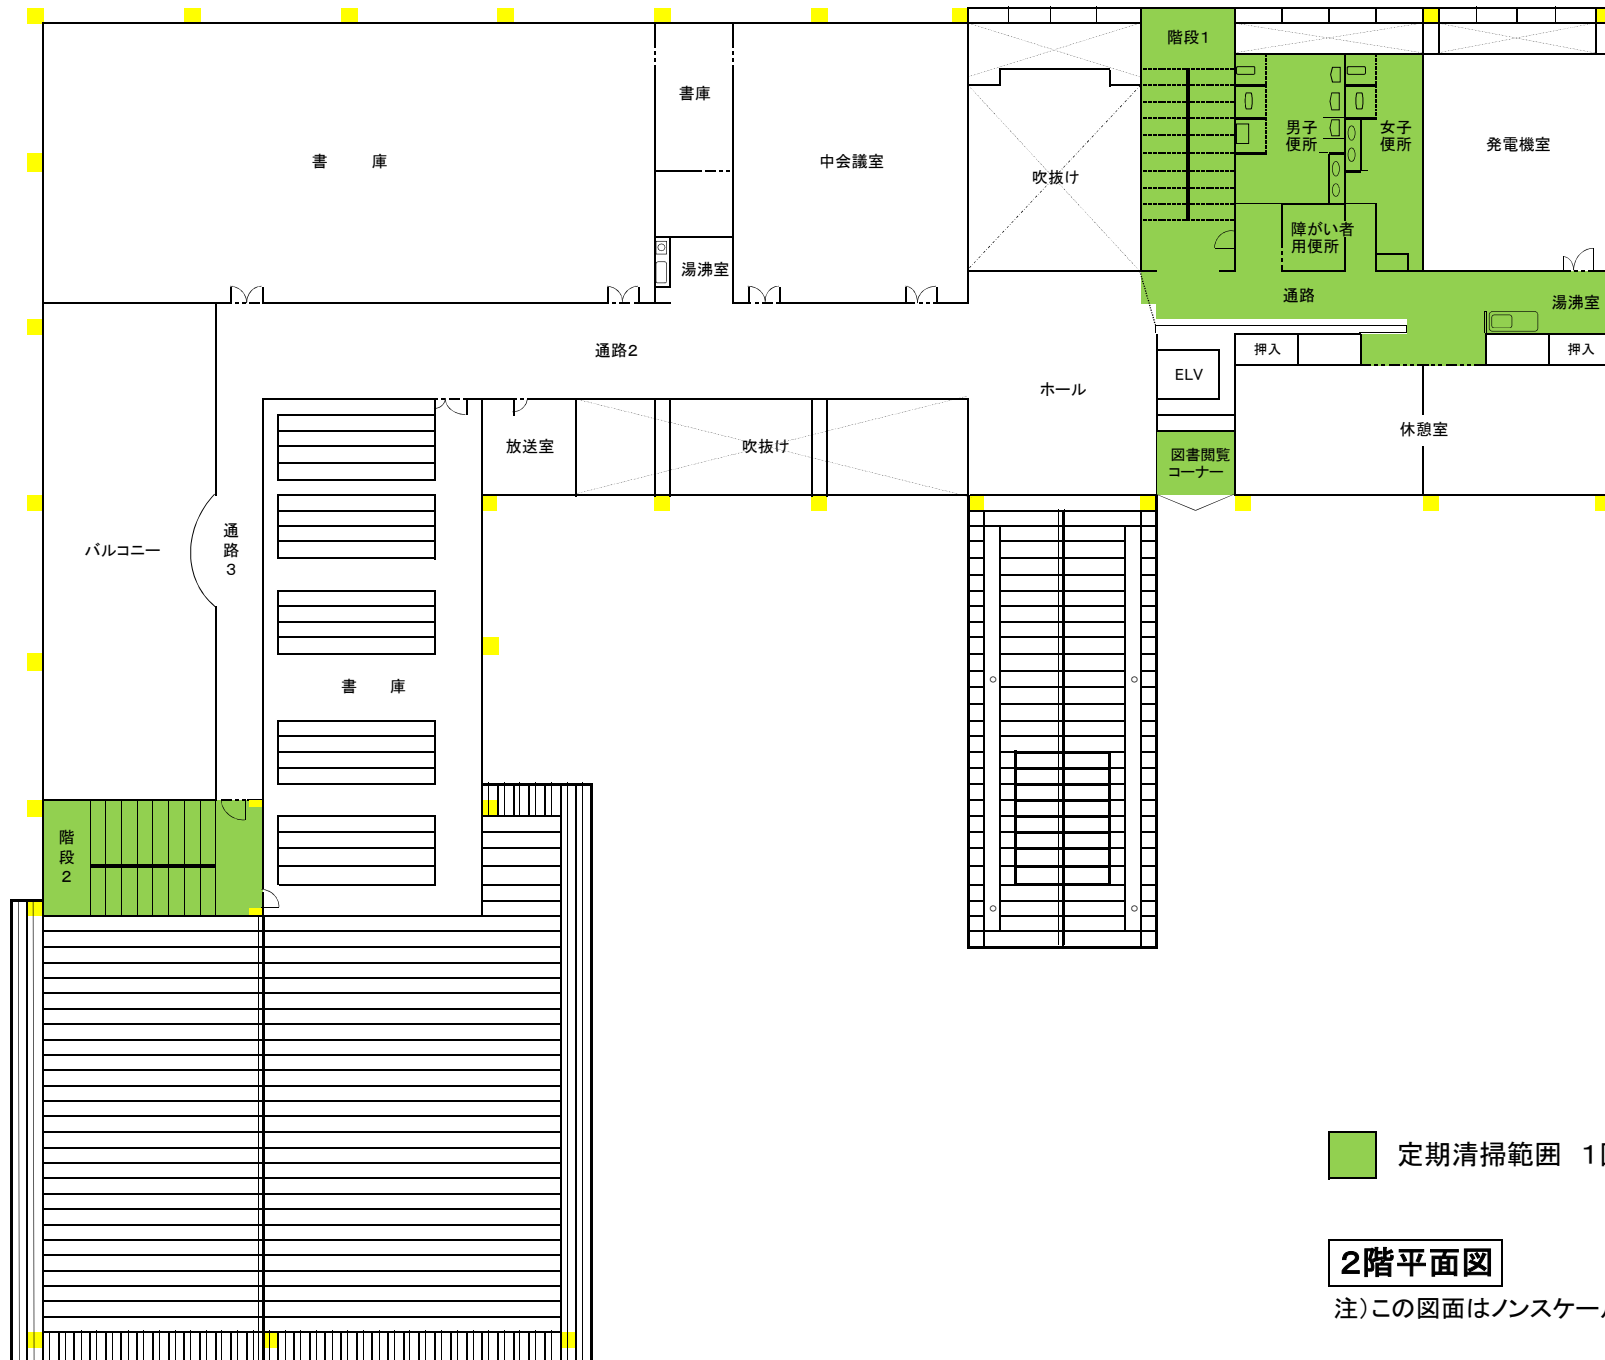 階段1
書庫
男子
便所
女子
便所
発電機室
書　庫
中会議室
吹抜け
障がい者
用便所
湯沸室
通路
湯沸室
通路2
押入
押入
ELV
ホール
休憩室
放送室
吹抜け
図書閲覧
コーナー
バルコニー
通路3
書　庫
階段2
定期清掃範囲　1
2階平面図
注）この図面はノンスケー